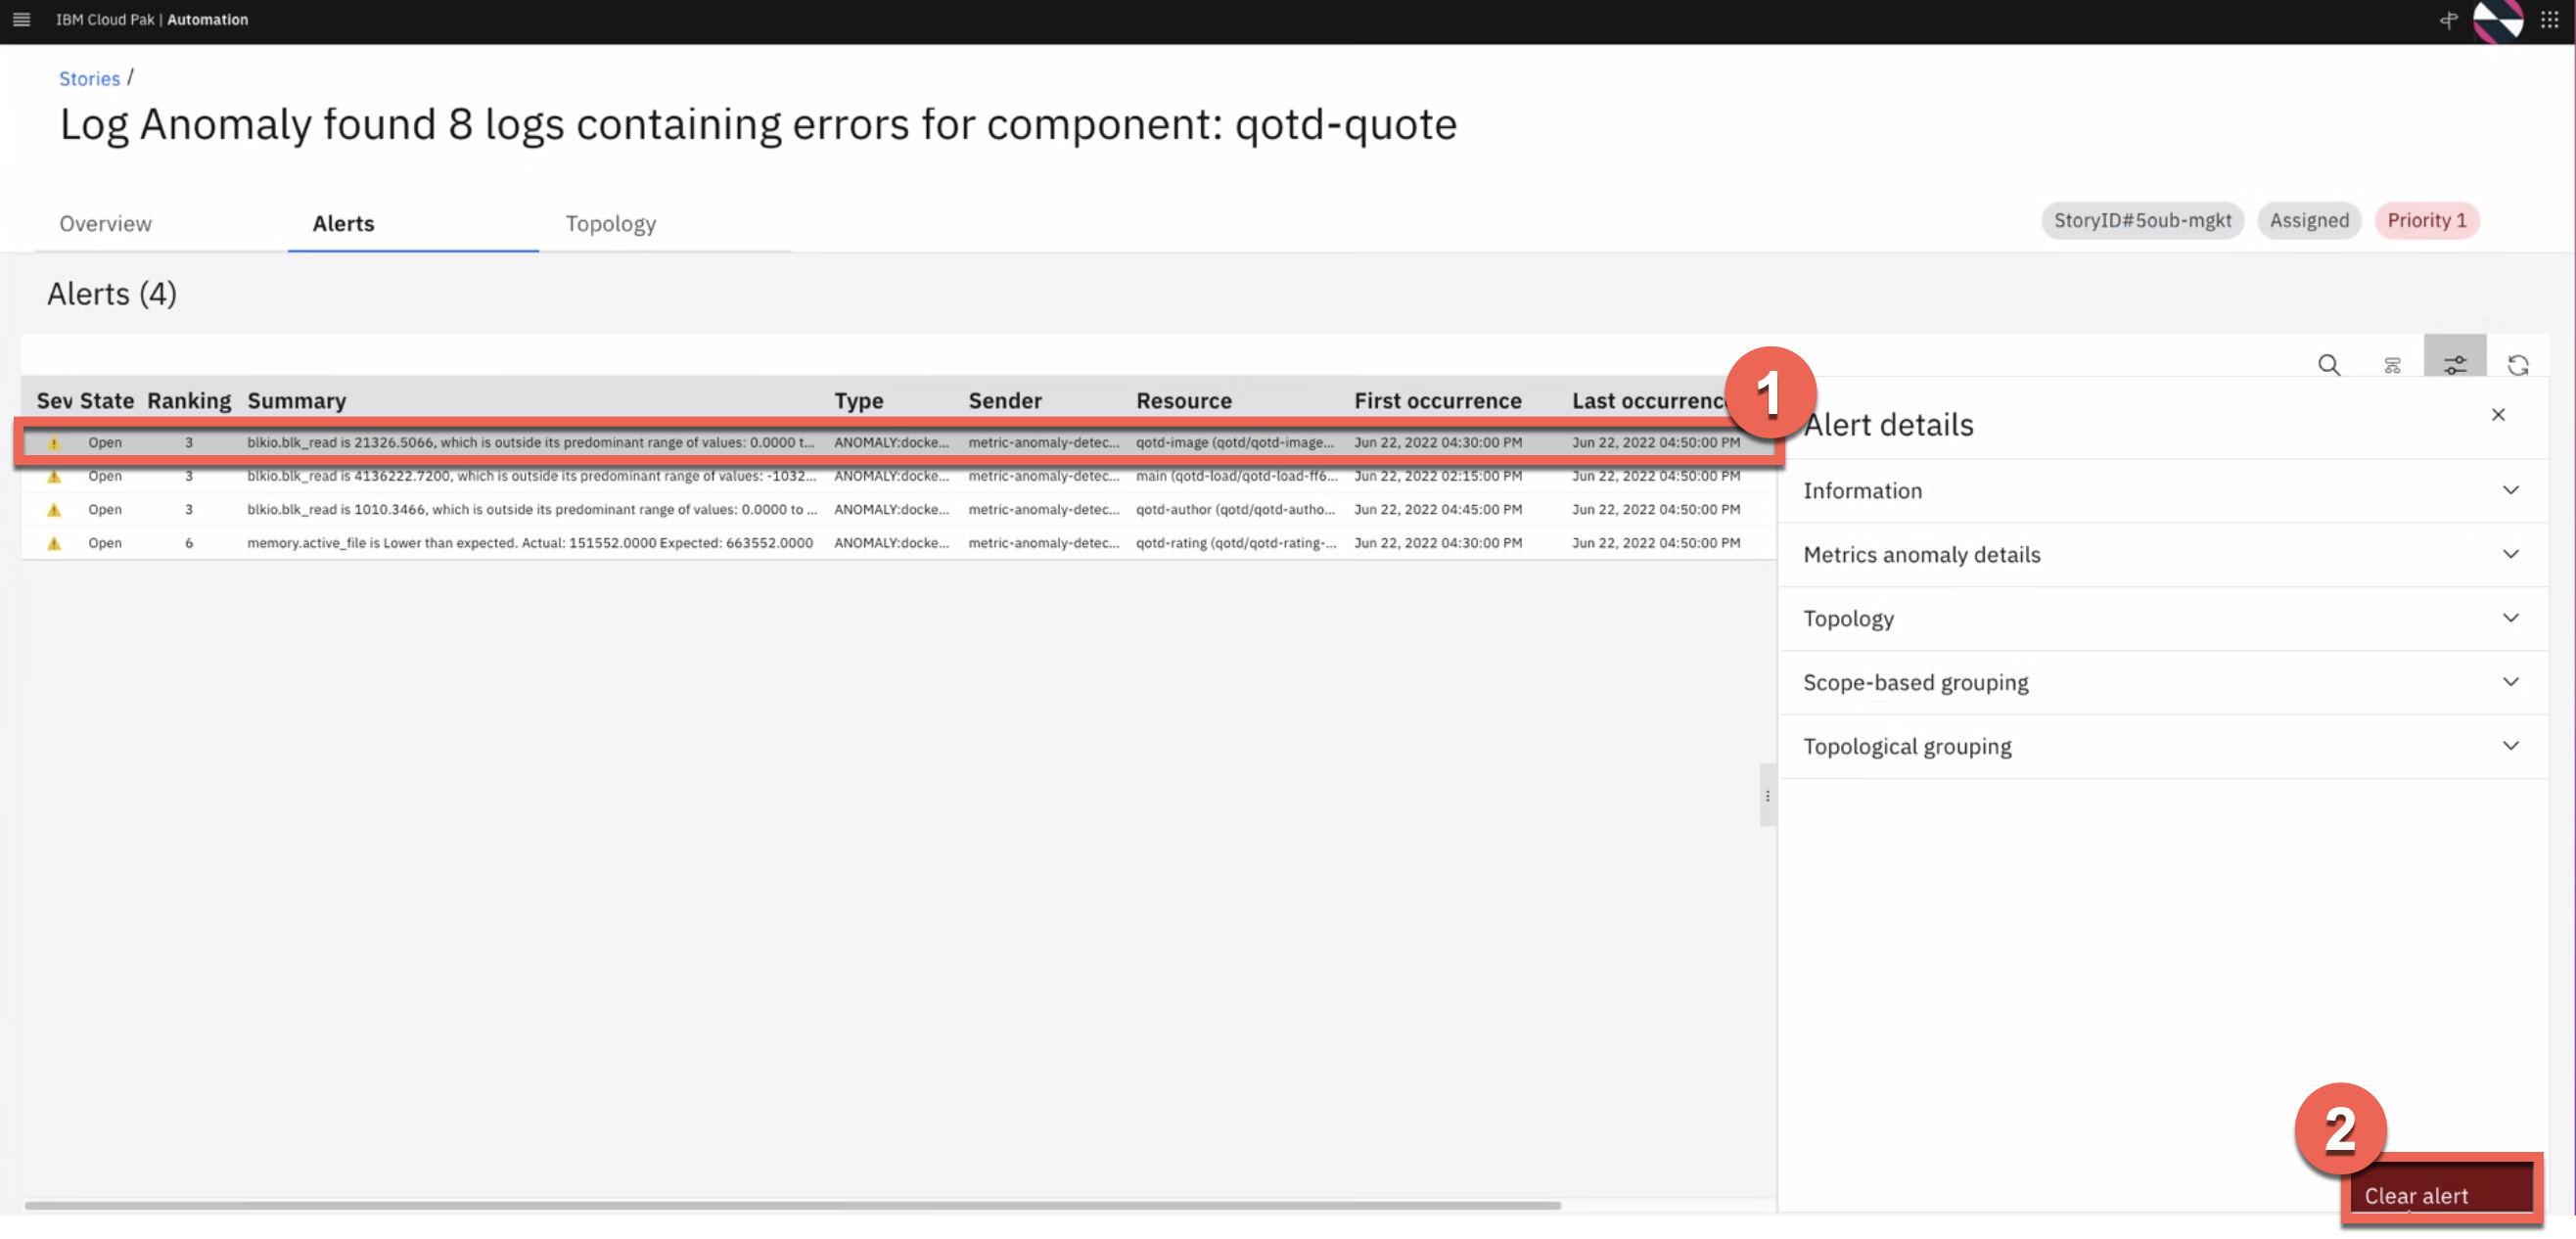 IBM Cloud Pak | Automation
Stories /
Log Anomaly found 8 logs containing errors for component: qotd-quote
Overview Alerts Topology
StoryID#5oub-mgkt Assigned Priority 1
Alerts (4)
Sev State Ranking Summary Type Sender Resource First occurrence Last occurrenc
1
Open 3 blkio.blk_read is 21326.5066, which is outside its predominant range of values: 0.0000 t... ANOMALY:docke... metric-anomaly-detec... qotd-image (qotd/qotd-image... Jun 22, 2022 04:30:00 PM Jun 22, 2022 04:50:00 PM
Open 3 blkio.blk_read is 4136222.7200, which is outside its predominant range of values: -1032... ANOMALY:docke... metric-anomaly-detec... main (qotd-load/qotd-load-ff6... Jun 22, 2022 02:15:00 PM Jun 22, 2022 04:50:00 PM
Open 3 blkio.blk_read is 1010.3466, which is outside its predominant range of values: 0.0000 to ... ANOMALY:docke... metric-anomaly-detec... qotd-author (qotd/qotd-autho... Jun 22, 2022 04:45:00 PM Jun 22, 2022 04:50:00 PM
Open 6 memory.active_file is Lower than expected. Actual: 151552.0000 Expected: 663552.0000 ANOMALY:docke... metric-anomaly-detec... qotd-rating (qotd/qotd-rating-... Jun 22, 2022 04:30:00 PM Jun 22, 2022 04:50:00 PM
Alert details
Information
Metrics anomaly details
Topology
Scope-based grouping
Topological grouping
2
Clear alert